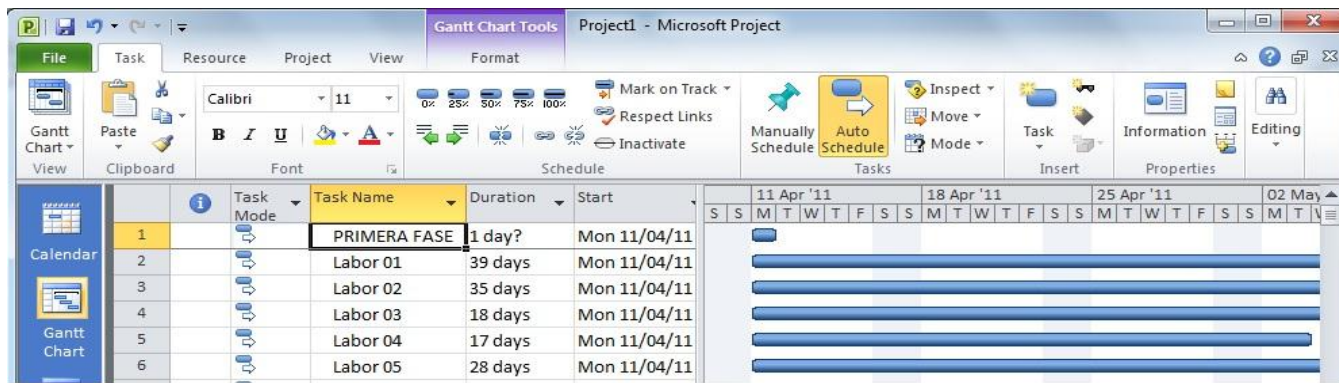 Gantt Chart Tools Project1 - Microsoft Project
File Task Resource Project View Format
Calibri 11 0% 25% 50% 75% 100% Mark on Track Inspect
Respect Links Move
Gantt Chart Paste B I U A Inactivate Manually Schedule Auto Schedule Mode Task Information Editing
View Clipboard Font Schedule Tasks Insert Properties
Task Mode Task Name Duration Start 11 Apr '11 18 Apr '11 25 Apr '11 02 May
S S M T W T F S S M T W T F S S M T W T F S S M T
1 PRIMERA FASE 1 day? Mon 11/04/11
Calendar 2 Labor 01 39 days Mon 11/04/11
3 Labor 02 35 days Mon 11/04/11
4 Labor 03 18 days Mon 11/04/11
Gantt Chart 5 Labor 04 17 days Mon 11/04/11
6 Labor 05 28 days Mon 11/04/11